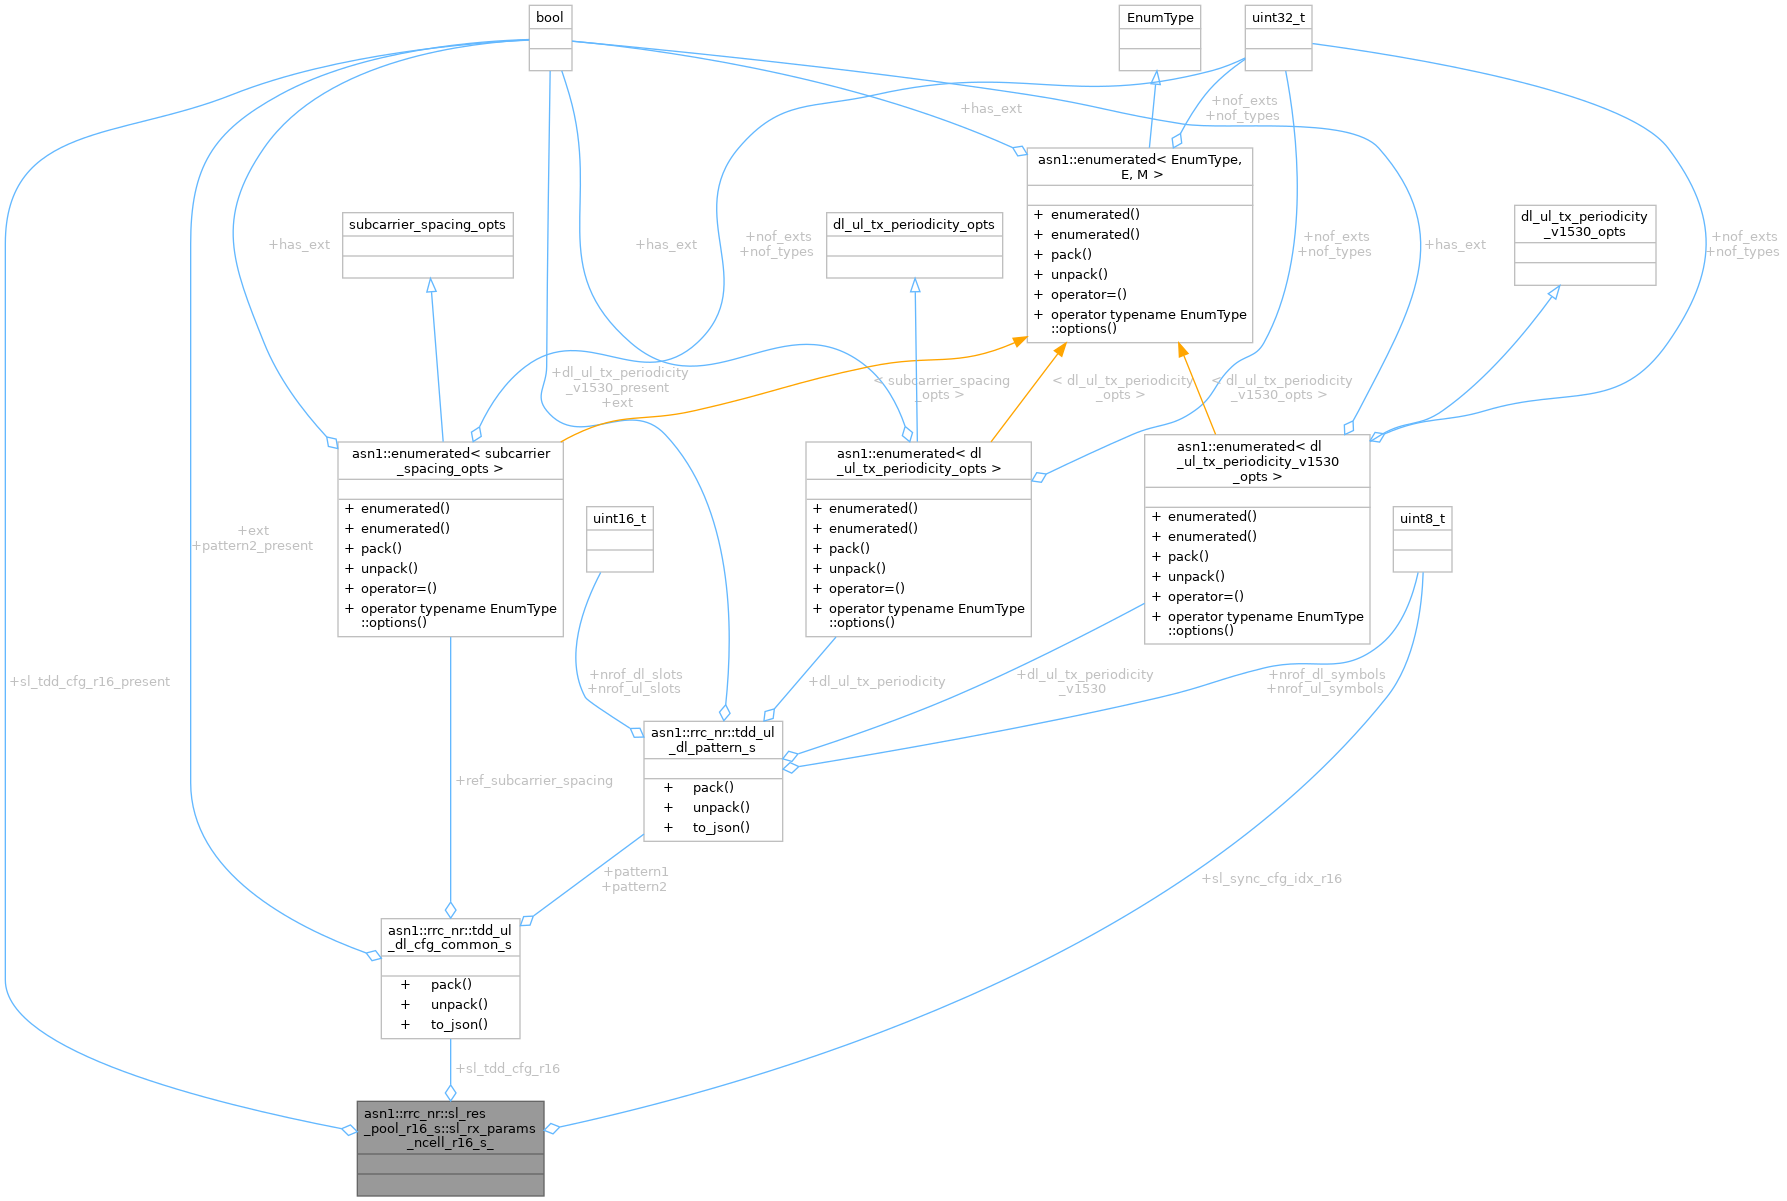 bool
EnumType
uint32_t
+has_ext
+nof_exts
+nof_types
asn1::enumerated< EnumType,
E, M >
+ enumerated()
+ enumerated()
+ pack()
+ unpack()
+ operator=()
+ operator typename EnumType
::options()
subcarrier_spacing_opts
dl_ul_tx_periodicity_opts
dl_ul_tx_periodicity
_v1530_opts
+has_ext
+has_ext
+nof_exts
+nof_types
+nof_exts
+nof_types
+has_ext
+nof_exts
+nof_types
+dl_ul_tx_periodicity
_v1530_present
+ext
< subcarrier_spacing
_opts >
< dl_ul_tx_periodicity
_opts >
< dl_ul_tx_periodicity
_v1530_opts >
asn1::enumerated< subcarrier
_spacing_opts >
+ enumerated()
+ enumerated()
+ pack()
+ unpack()
+ operator=()
+ operator typename EnumType
::options()
uint16_t
asn1::enumerated< dl
_ul_tx_periodicity_opts >
+ enumerated()
+ enumerated()
+ pack()
+ unpack()
+ operator=()
+ operator typename EnumType
::options()
asn1::enumerated< dl
_ul_tx_periodicity_v1530
_opts >
+ enumerated()
+ enumerated()
+ pack()
+ unpack()
+ operator=()
+ operator typename EnumType
::options()
uint8_t
+ext
+pattern2_present
+sl_tdd_cfg_r16_present
+nrof_dl_slots
+nrof_ul_slots
+dl_ul_tx_periodicity
+dl_ul_tx_periodicity
_v1530
+nrof_dl_symbols
+nrof_ul_symbols
asn1::rrc_nr::tdd_ul
_dl_pattern_s
+ pack()
+ unpack()
+ to_json()
+ref_subcarrier_spacing
+pattern1
+pattern2
+sl_sync_cfg_idx_r16
asn1::rrc_nr::tdd_ul
_dl_cfg_common_s
+ pack()
+ unpack()
+ to_json()
+sl_tdd_cfg_r16
asn1::rrc_nr::sl_res
_pool_r16_s::sl_rx_params
_ncell_r16_s_